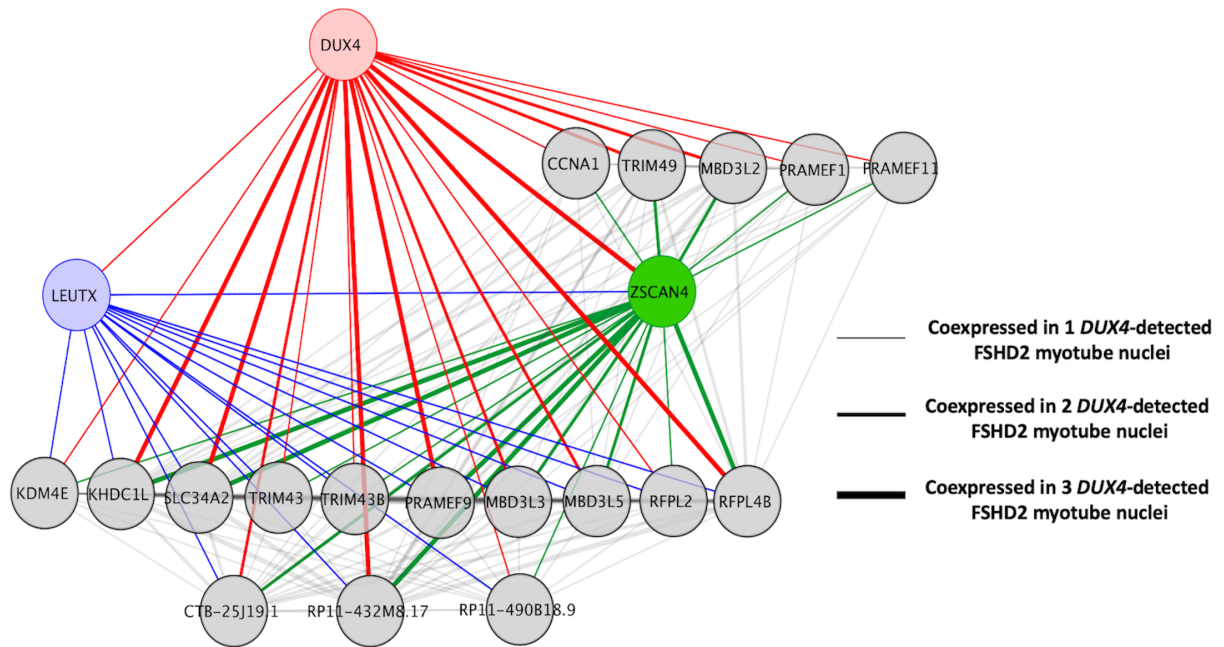 DUX4
CCNA1
TRIM49
MBD3L2
PRAMEF1
PRAMEF11
LEUTX
ZSCAN4
Coexpressed in 1 DUX4-detected
FSHD2 myotube nuclei
Coexpressed in 2 DUX4-detected
FSHD2 myotube nuclei
Coexpressed in 3 DUX4-detected
FSHD2 myotube nuclei
KDM4E
KHDC1L
SLC34A2
TRIM43
TRIM43B
PRAMEF9
MBD3L3
MBD3L5
RFPL2
RFPL4B
CTB-25J19.1
RP11-432M8.17
RP11-490B18.9